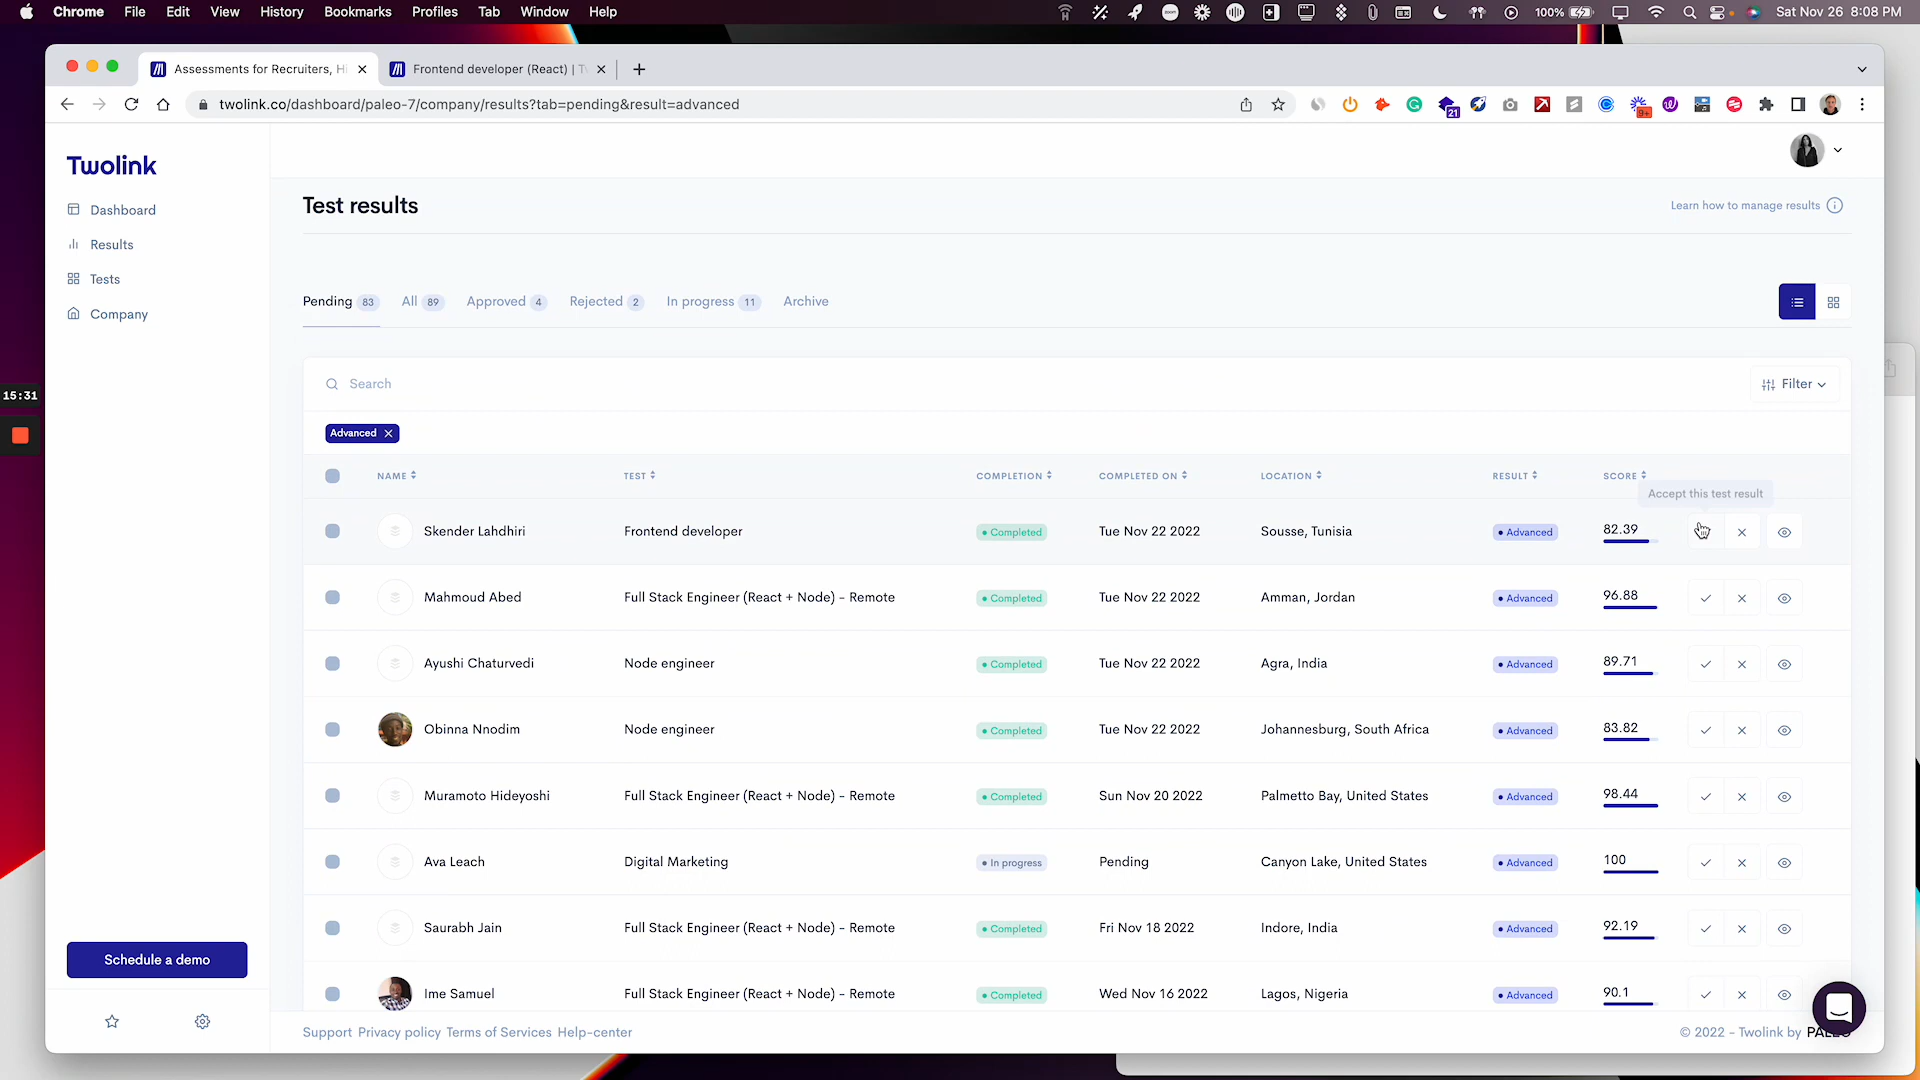 Chrome File Edit View History Bookmarks Profiles Tab Window Help 100% Sat Nov 26 8:08 PM
Assessments for Recruiters, Hi Frontend developer (React) | T
twolink.co/dashboard/paleo-7/company/results?tab=pending&result=advanced 21 9+
Twolink
Dashboard
Results
Tests
Company
15:31
Schedule a demo
Test results Learn how to manage results
Pending 83 All 89 Approved 4 Rejected 2 In progress 11 Archive
Search Filter
Advanced
NAME TEST COMPLETION COMPLETED ON LOCATION RESULT SCORE
Accept this test result
Skender Lahdhiri Frontend developer Completed Tue Nov 22 2022 Sousse, Tunisia Advanced 82.39
Mahmoud Abed Full Stack Engineer (React + Node) - Remote Completed Tue Nov 22 2022 Amman, Jordan Advanced 96.88
Ayushi Chaturvedi Node engineer Completed Tue Nov 22 2022 Agra, India Advanced 89.71
Obinna Nnodim Node engineer Completed Tue Nov 22 2022 Johannesburg, South Africa Advanced 83.82
Muramoto Hideyoshi Full Stack Engineer (React + Node) - Remote Completed Sun Nov 20 2022 Palmetto Bay, United States Advanced 98.44
Ava Leach Digital Marketing In progress Pending Canyon Lake, United States Advanced 100
Saurabh Jain Full Stack Engineer (React + Node) - Remote Completed Fri Nov 18 2022 Indore, India Advanced 92.19
Ime Samuel Full Stack Engineer (React + Node) - Remote Completed Wed Nov 16 2022 Lagos, Nigeria Advanced 90.1
Support Privacy policy Terms of Services Help-center © 2022 - Twolink by PALEO